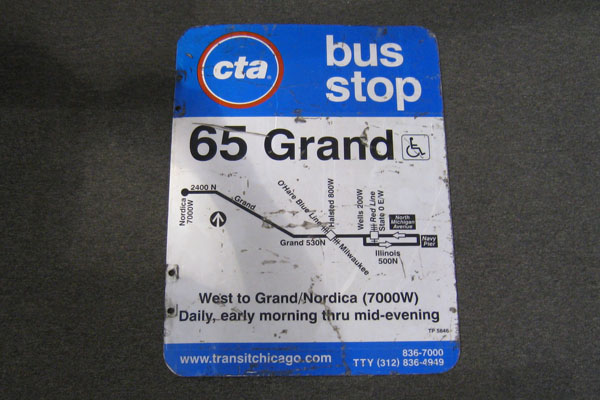 cta
bus
stop
65 Grand
2400 N
Nordica
7000W
Grand
O'Hare Blue Line
Halsted 800W
Milwaukee
Grand 530N
Wells 200W
Red Line
State 0 E/W
North
Michigan
Avenue
Navy
Pier
Illinois
500N
West to Grand/Nordica (7000W)
Daily, early morning thru mid-evening
TP 5846
www.transitchicago.com
836-7000
TTY (312) 836-4949